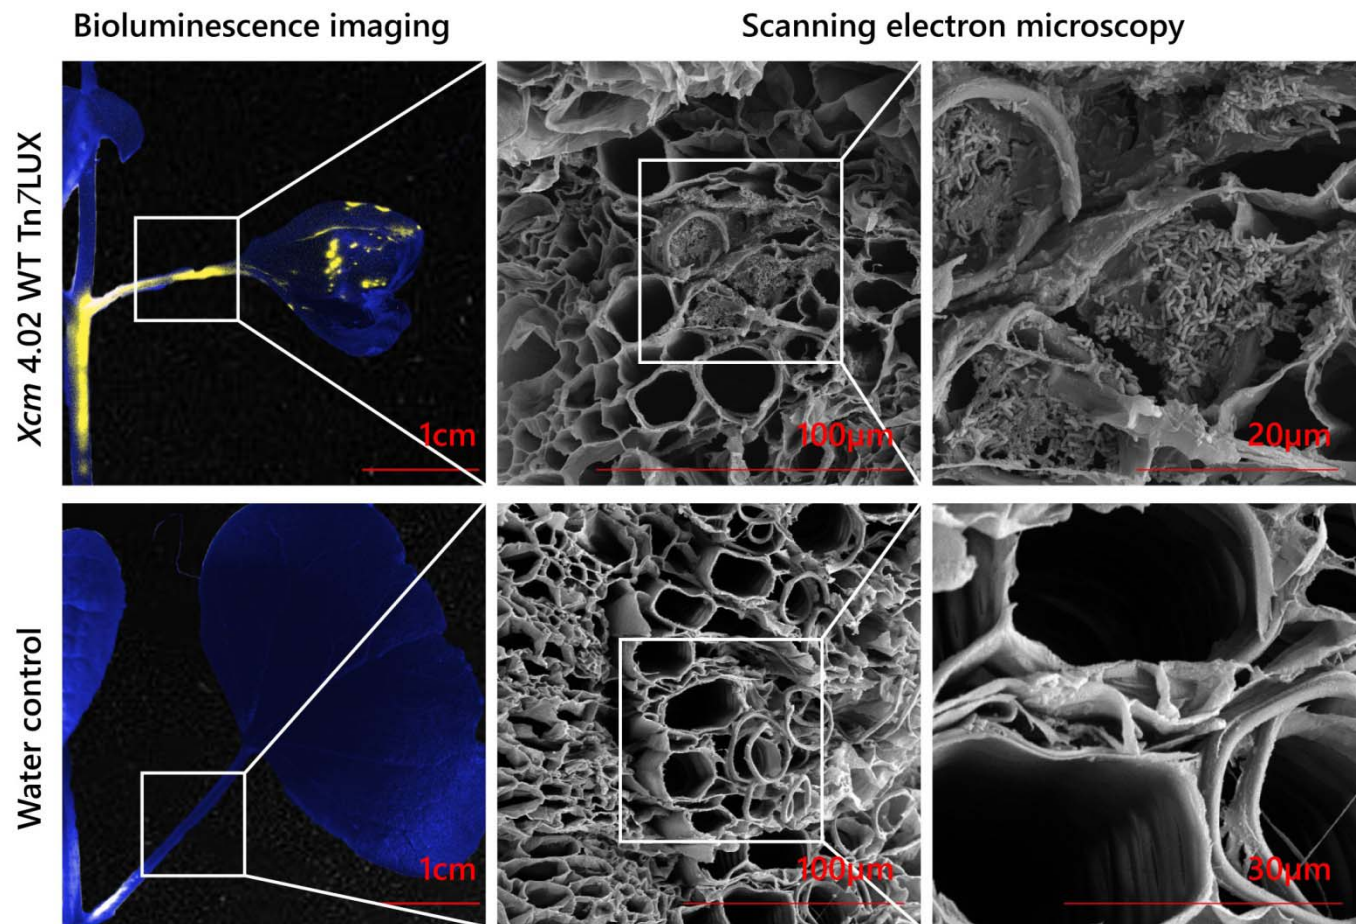 Bioluminescence imaging
Scanning electron microscopy
Xcm 4.02 WT Tn7LUX
1cm
100µm
20µm
Water control
1cm
100µm
30µm